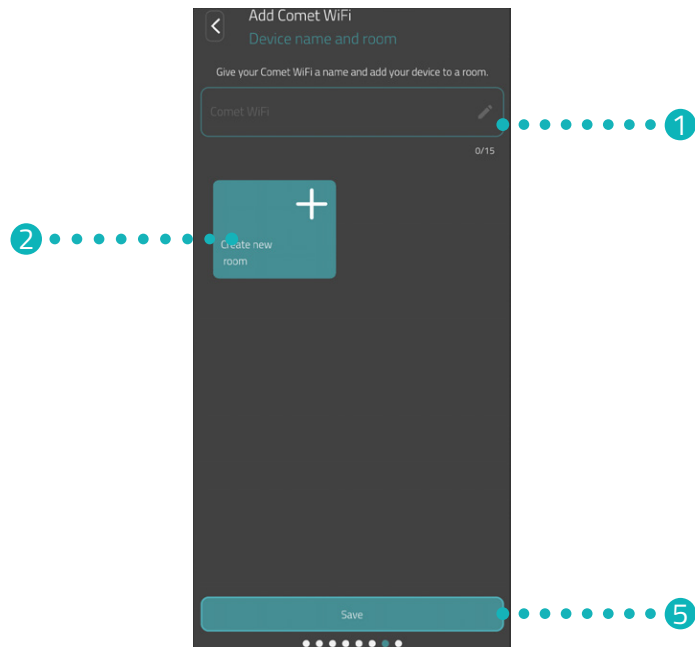 Add Comet WiFi
Device name and room
Give your Comet WiFi a name and add your device to a room.
Comet WiFi
1
0/15
2
Create new
room
Save
5